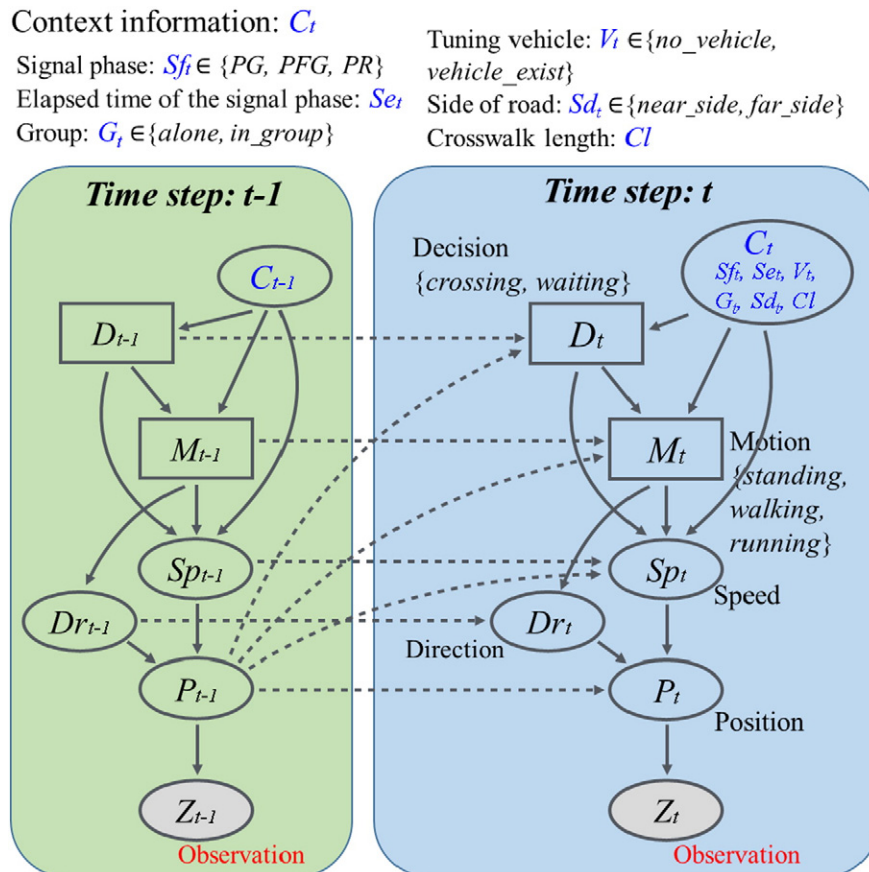 Context information: Ct
Signal phase: Sft ∈ {PG, PFG, PR}
Elapsed time of the signal phase: Set
Group: Gt ∈{alone, in_group}
Tuning vehicle: Vt ∈{no_vehicle,
vehicle_exist}
Side of road: Sdt ∈{near_side, far_side}
Crosswalk length: Cl
Time step: t-1
Ct-1
Dt-1
Mt-1
Spt-1
Drt-1
Pt-1
Zt-1
Observation
Time step: t
Decision
{crossing, waiting}
Ct
Sft, Set, Vt,
Gt, Sdt, Cl
Dt
Mt
Motion
{standing,
walking,
running}
Spt
Speed
Drt
Direction
Pt
Position
Zt
Observation